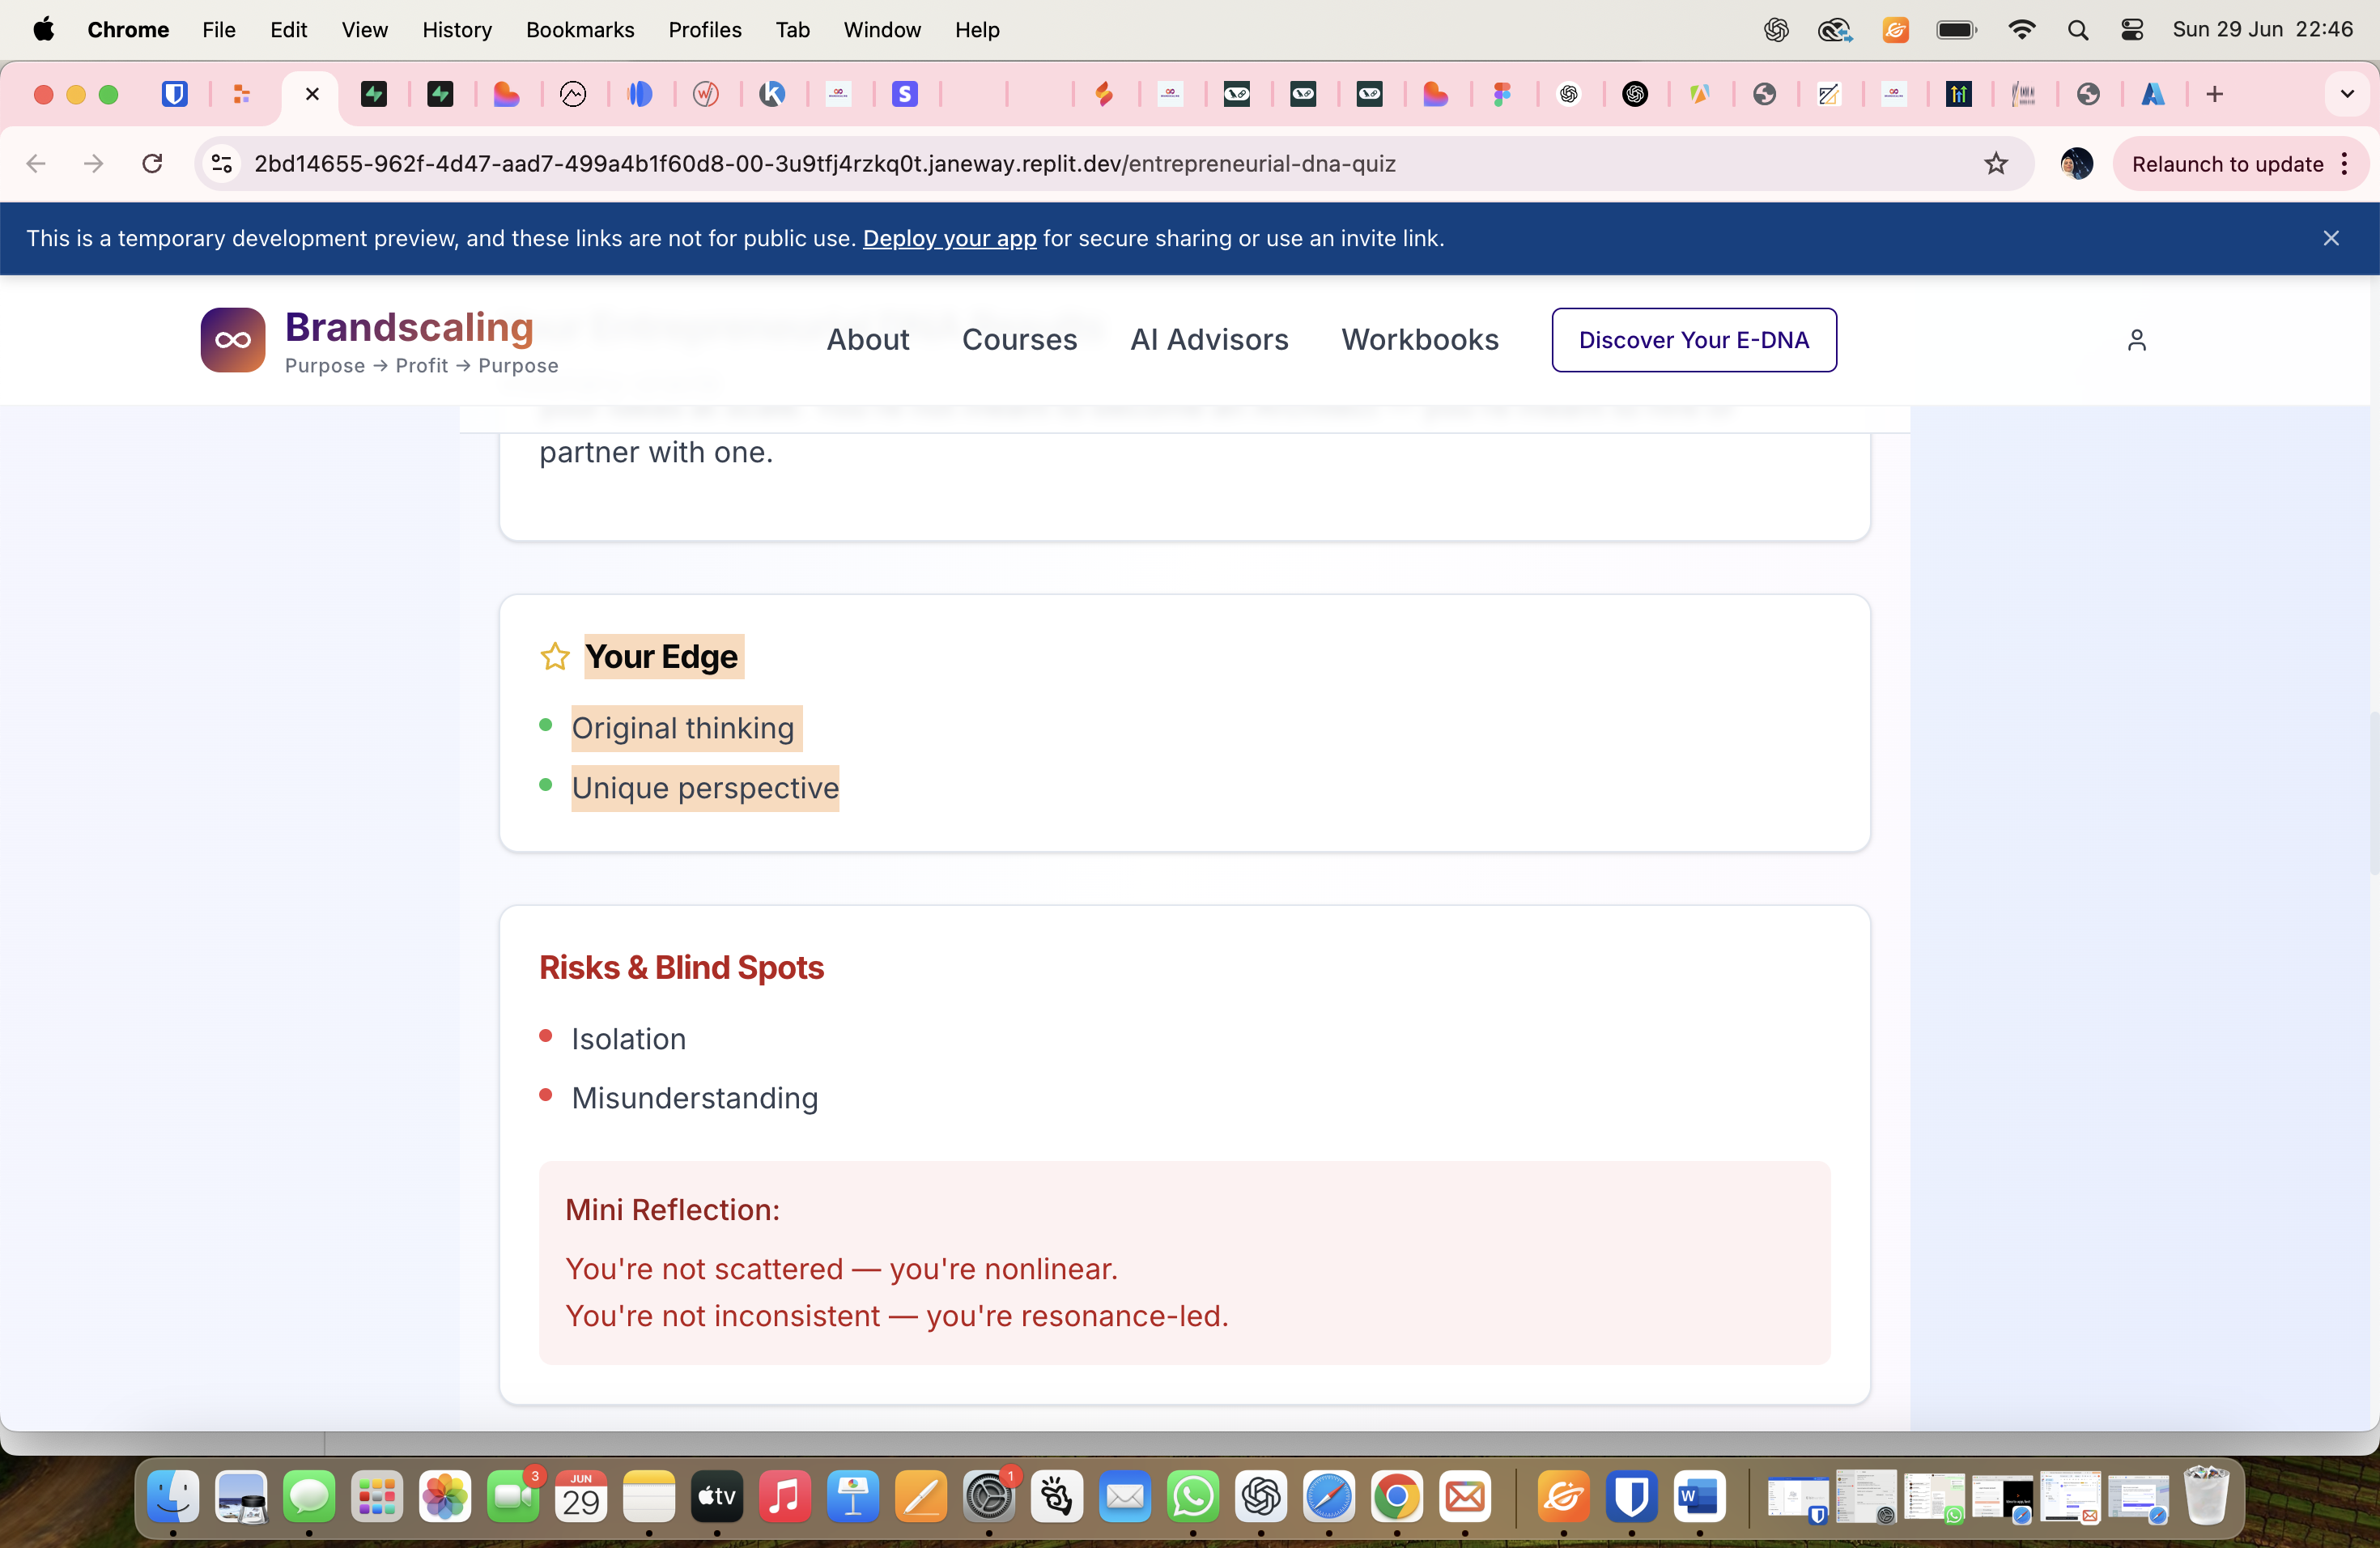 Chrome File Edit View History Bookmarks Profiles Tab Window Help Sun 29 Jun 22:46
2bd14655-962f-4d47-aad7-499a4b1f60d8-00-3u9tfj4rzkq0t.janeway.replit.dev/entrepreneurial-dna-quiz Relaunch to update
This is a temporary development preview, and these links are not for public use. Deploy your app for secure sharing or use an invite link.
Brandscaling
Purpose → Profit → Purpose
About Courses AI Advisors Workbooks Discover Your E-DNA
partner with one.
Your Edge
Original thinking
Unique perspective
Risks & Blind Spots
Isolation
Misunderstanding
Mini Reflection:
You're not scattered — you're nonlinear.
You're not inconsistent — you're resonance-led.
3
JUN
29
tv
1
W